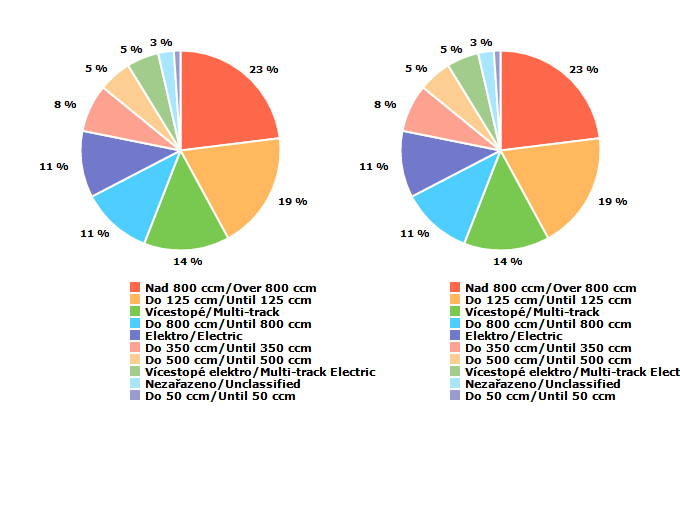 3 %
5 %
5 %
8 %
11 %
11 %
14 %
19 %
23 %
Nad 800 ccm/Over 800 ccm
Do 125 ccm/Until 125 ccm
Vícestopé/Multi-track
Do 800 ccm/Until 800 ccm
Elektro/Electric
Do 350 ccm/Until 350 ccm
Do 500 ccm/Until 500 ccm
Vícestopé elektro/Multi-track Electric
Nezařazeno/Unclassified
Do 50 ccm/Until 50 ccm
3 %
5 %
5 %
8 %
11 %
11 %
14 %
19 %
23 %
Nad 800 ccm/Over 800 ccm
Do 125 ccm/Until 125 ccm
Vícestopé/Multi-track
Do 800 ccm/Until 800 ccm
Elektro/Electric
Do 350 ccm/Until 350 ccm
Do 500 ccm/Until 500 ccm
Vícestopé elektro/Multi-track Elect
Nezařazeno/Unclassified
Do 50 ccm/Until 50 ccm